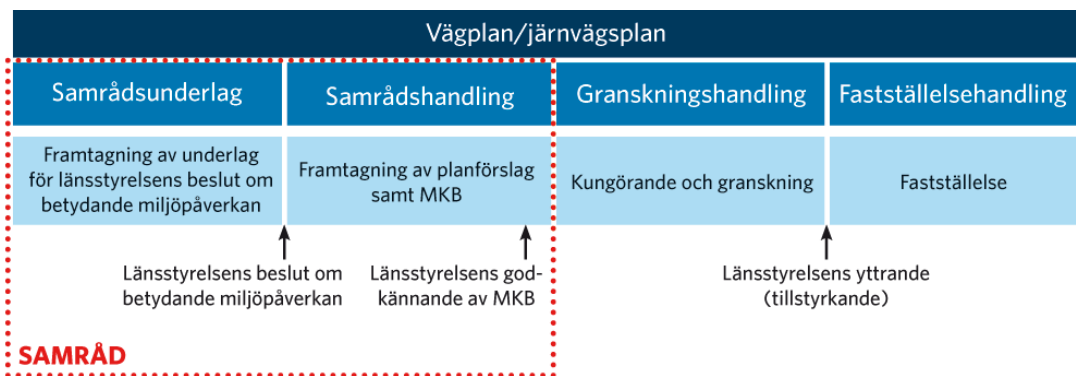 Vägplan/järnvägsplan
Samrådsunderlag
Samrådshandling
Granskningshandling
Fastställelsehandling
Framtagning av underlag
för länsstyrelsens beslut om
betydande miljöpåverkan
Framtagning av planförslag
samt MKB
Kungörande och granskning
Fastställelse
Länsstyrelsens beslut om
betydande miljöpåverkan
Länsstyrelsens god-
kännande av MKB
Länsstyrelsens yttrande
(tillstyrkande)
SAMRÅD